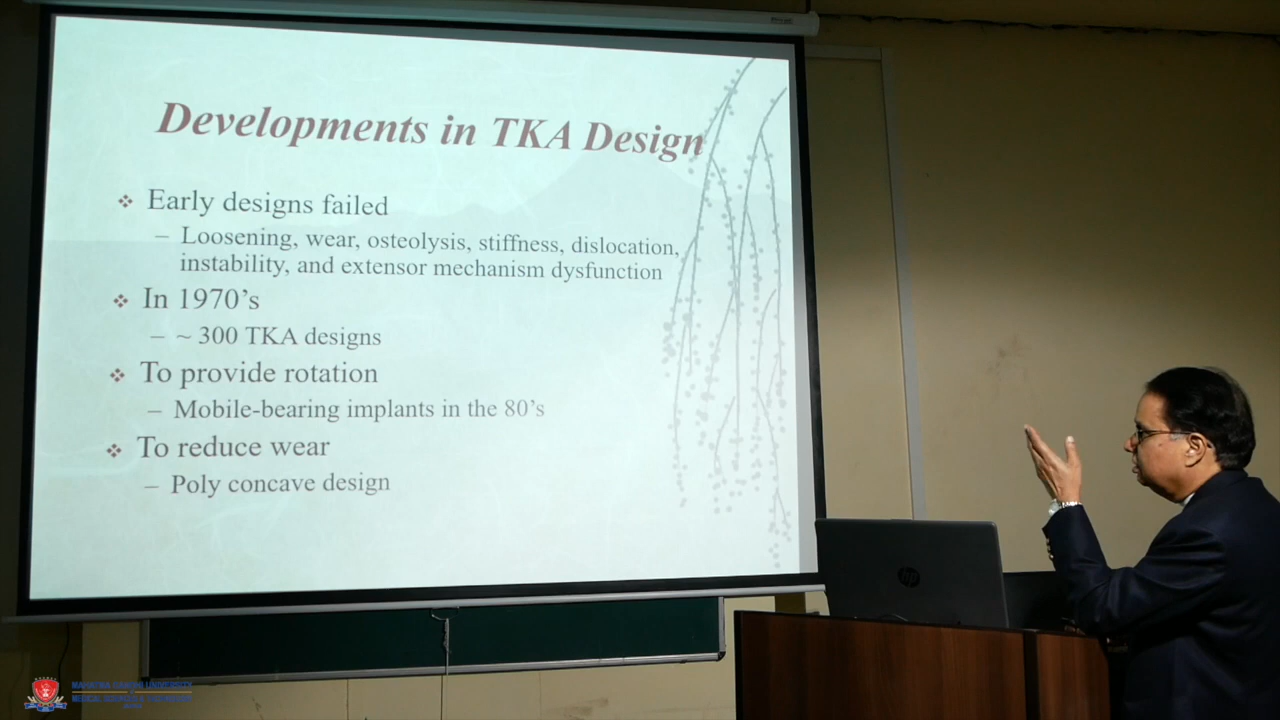 Developments in TKA Design
❖ Early designs failed
– Loosening, wear, osteolysis, stiffness, dislocation,
instability, and extensor mechanism dysfunction
❖ In 1970's
– ~ 300 TKA designs
❖ To provide rotation
– Mobile-bearing implants in the 80's
❖ To reduce wear
– Poly concave design
hp